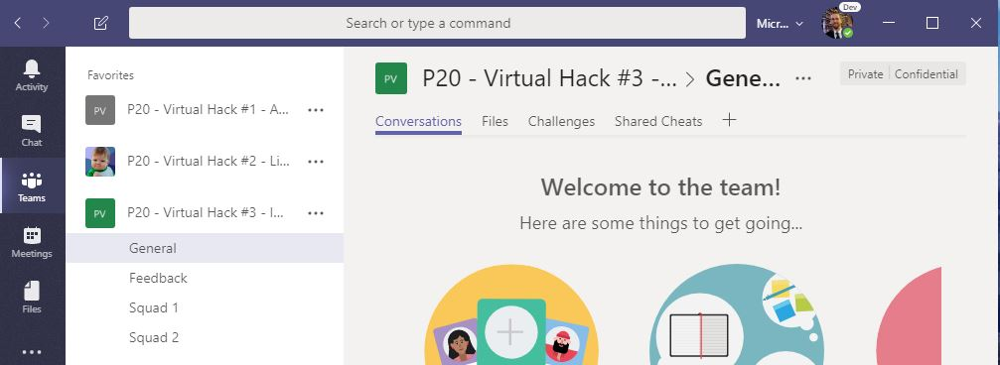 Search or type a command
Micr...
Dev
Activity
Chat
Teams
Meetings
Files
Favorites
PV P20 - Virtual Hack #1 - A...
P20 - Virtual Hack #2 - Li...
PV P20 - Virtual Hack #3 - I...
General
Feedback
Squad 1
Squad 2
PV P20 - Virtual Hack #3 -... > Gene... ...
Private Confidential
Conversations Files Challenges Shared Cheats +
Welcome to the team!
Here are some things to get going...